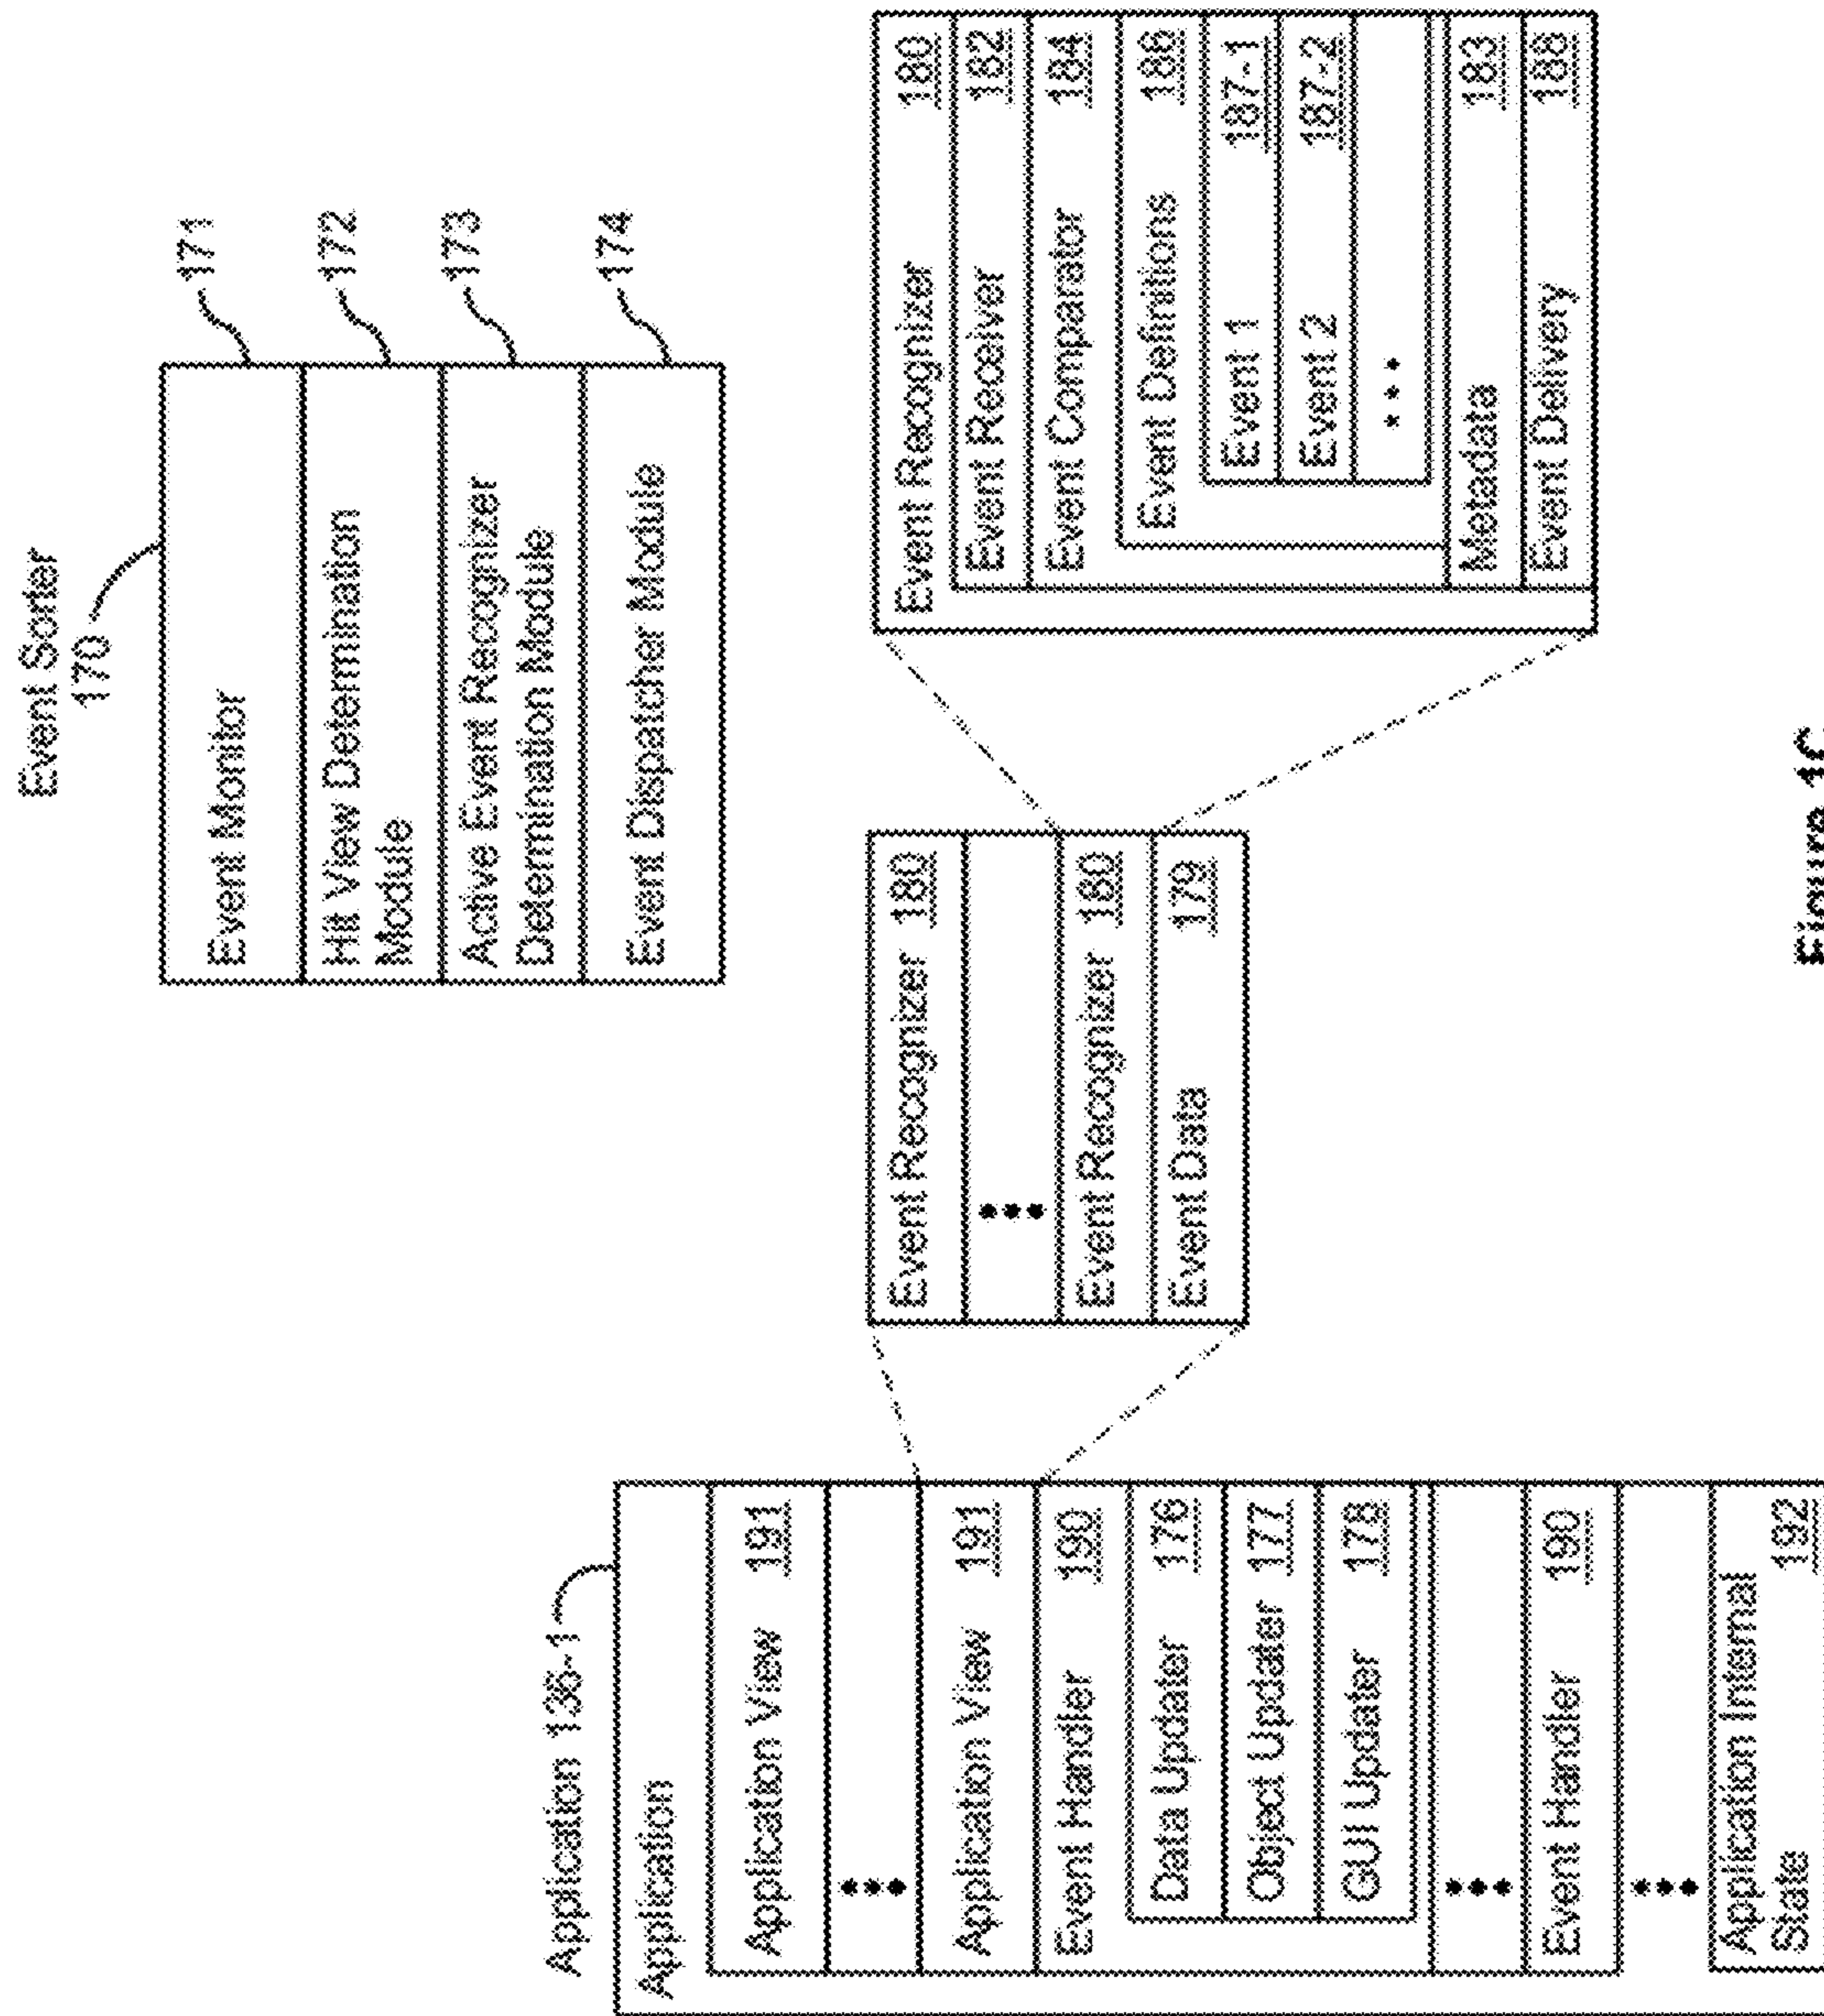 Event Sorter
170
Event Monitor
171
Hit View Determination
Module
172
Active Event Recognizer
Determination Module
173
Event Dispatcher Module
174
Application 136-1
Application
Application View 191
•••
Application View 191
Event Handler 190
Data Updater 176
Object Updater 177
GUI Updater 178
•••
Event Handler 190
•••
Application Internal
State 192
Event Recognizer 180
•••
Event Recognizer 180
Event Data 179
Event Recognizer 180
Event Receiver 182
Event Comparator 184
Event Definitions 186
Event 1 187-1
Event 2 187-2
•••
Metadata 183
Event Delivery 188
Figure 1C